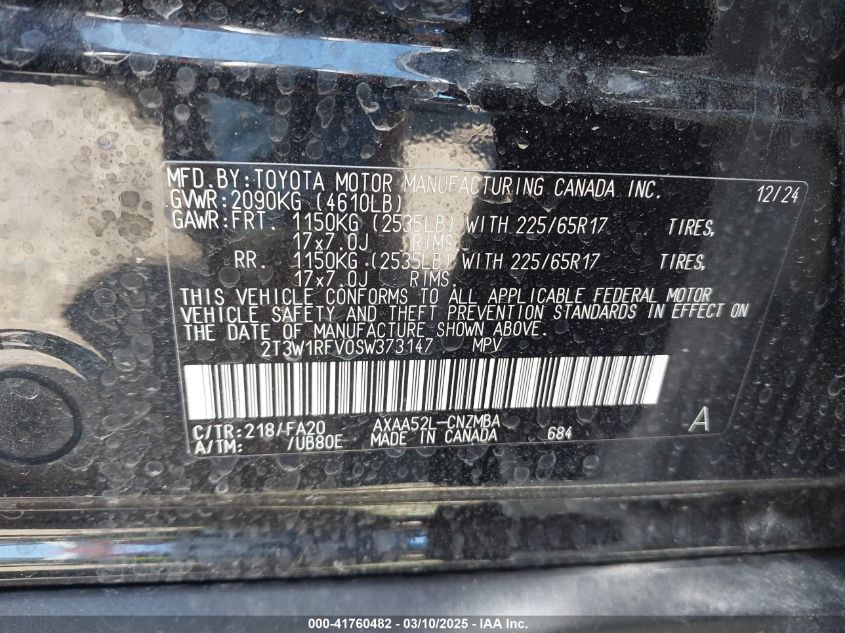 MFD.BY:TOYOTA MOTOR MANUFACTURING CANADA INC. 12/24
GVWR:2090KG (4610LB)
GAWR:FRT. 1150KG (2535LB) WITH 225/65R17 TIRES,
17x7.0J RIMS.
RR. 1150KG (2535LB) WITH 225/65R17 TIRES,
17x7.0J RIMS.
THIS VEHICLE CONFORMS TO ALL APPLICABLE FEDERAL MOTOR
VEHICLE SAFETY AND THEFT PREVENTION STANDARDS IN EFFECT ON
THE DATE OF MANUFACTURE SHOWN ABOVE.
2T3W1RFV0SW373147 MPV
C/TR:218/FA20 AXAA52L-CNZMBA
A/TM: /UB80E MADE IN CANADA 684 A
000-41760482 — 03/10/2025 — IAA Inc.